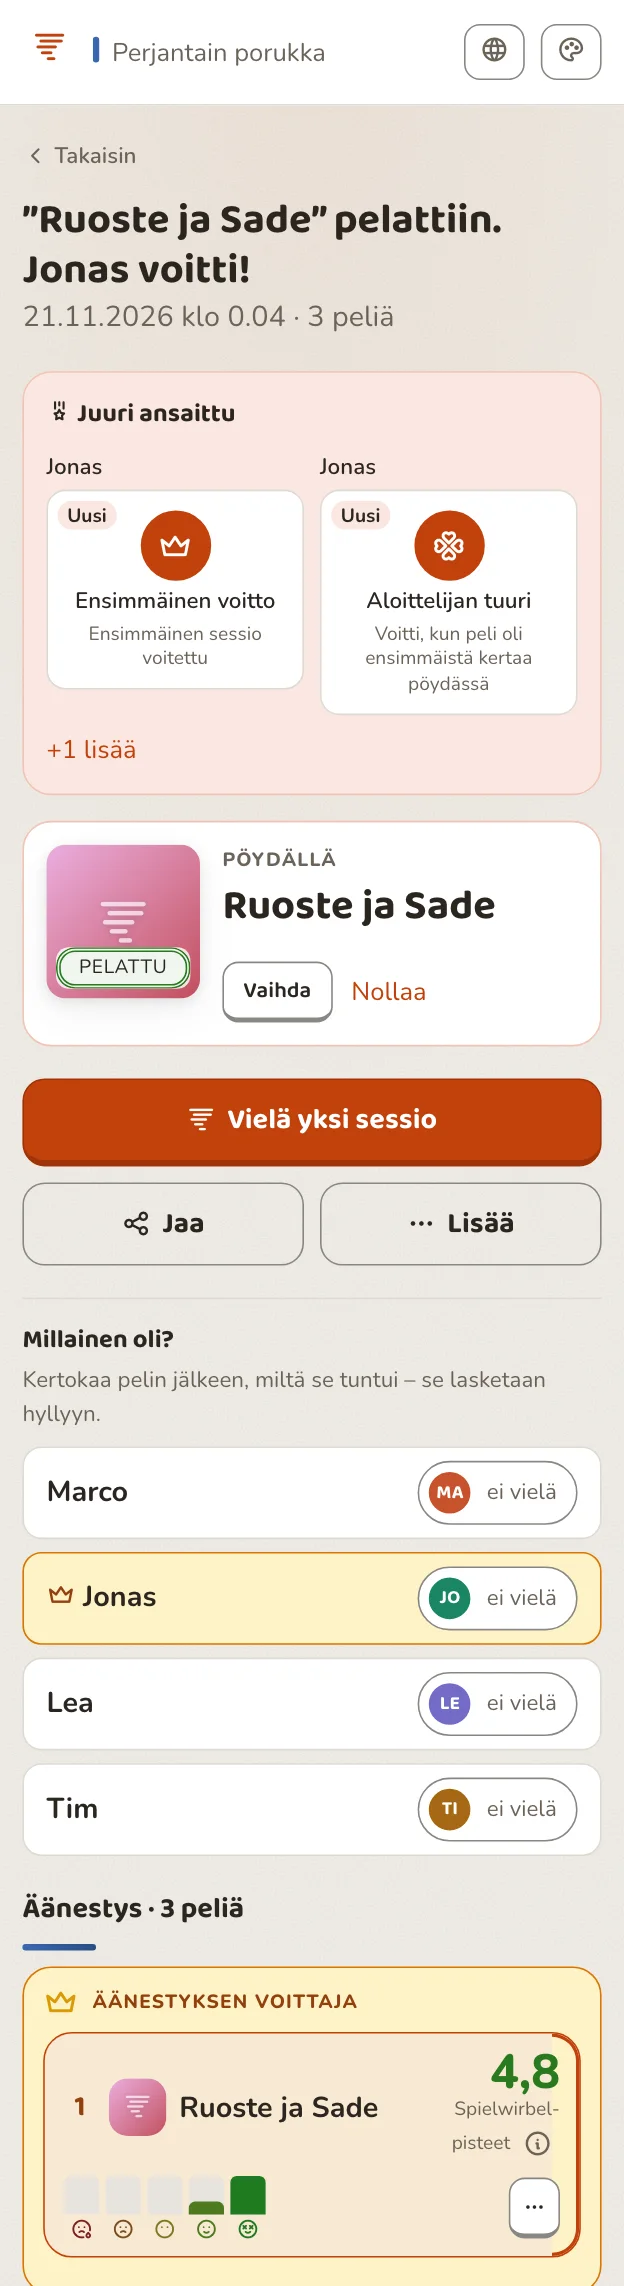 Perjantain porukka
Takaisin
”Ruoste ja Sade” pelattiin.
Jonas voitti!
21.11.2026 klo 0.04 · 3 peliä
Juuri ansaittu
Jonas
Uusi
Ensimmäinen voitto
Ensimmäinen sessio
voitettu
Jonas
Uusi
Aloittelijan tuuri
Voitti, kun peli oli
ensimmäistä kertaa
pöydässä
+1 lisää
PELATTU
PÖYDÄLLÄ
Ruoste ja Sade
Vaihda
Nollaa
Vielä yksi sessio
Jaa
Lisää
Millainen oli?
Kertokaa pelin jälkeen, miltä se tuntui – se lasketaan
hyllyyn.
Marco
MA ei vielä
Jonas
JO ei vielä
Lea
LE ei vielä
Tim
TI ei vielä
Äänestys · 3 peliä
ÄÄNESTYKSEN VOITTAJA
1
Ruoste ja Sade
4,8
Spielwirbel-
pisteet